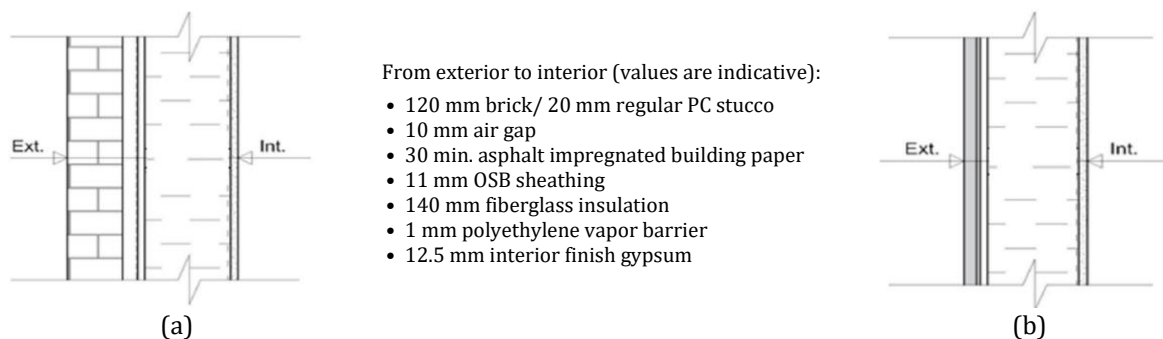 From exterior to interior (values are indicative):
• 120 mm brick/ 20 mm regular PC stucco
• 10 mm air gap
• 30 min. asphalt impregnated building paper
• 11 mm OSB sheathing
• 140 mm fiberglass insulation
• 1 mm polyethylene vapor barrier
• 12.5 mm interior finish gypsum
Ext.
Int.
(a)
Ext.
Int.
(b)